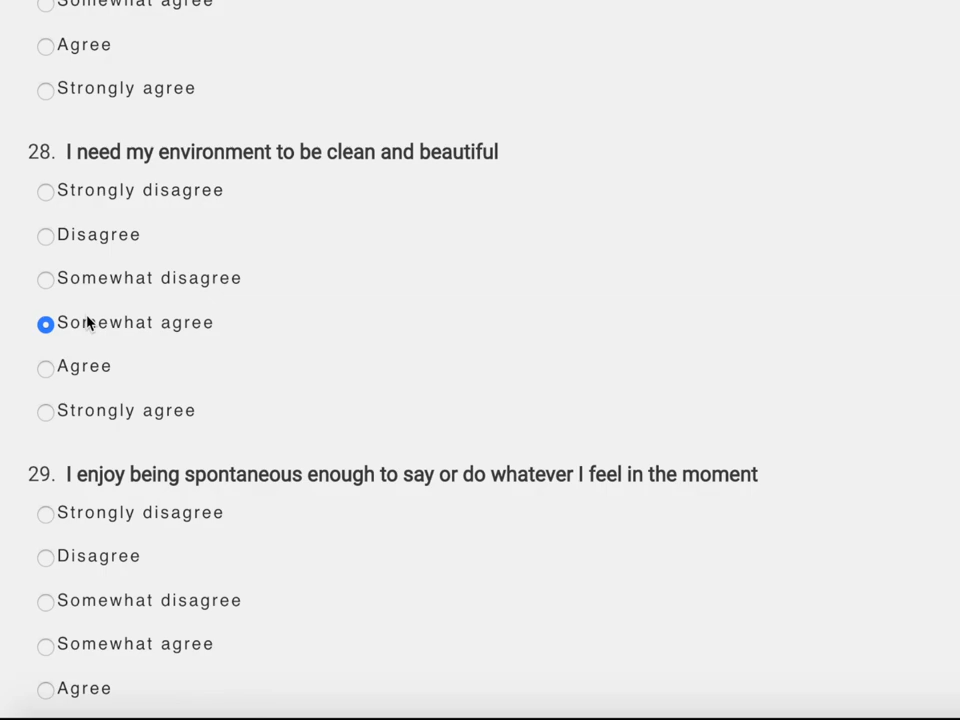 Somewhat agree
Agree
Strongly agree
28. I need my environment to be clean and beautiful
Strongly disagree
Disagree
Somewhat disagree
Somewhat agree
Agree
Strongly agree
29. I enjoy being spontaneous enough to say or do whatever I feel in the moment
Strongly disagree
Disagree
Somewhat disagree
Somewhat agree
Agree